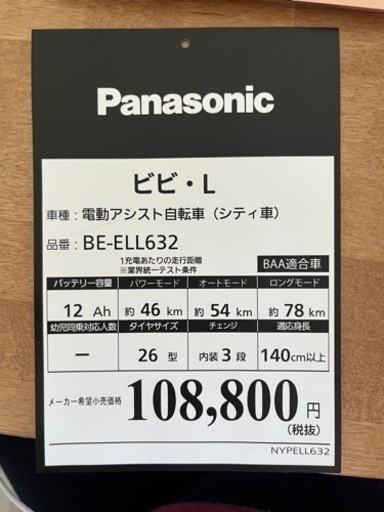 Panasonic
ビビ・L
車種：電動アシスト自転車（シティ車）
品番：BE-ELL632
1充電あたりの走行距離
※業界統一テスト条件
BAA適合車
バッテリー容量 パワーモード オートモード ロングモード
12 Ah 約 46 km 約 54 km 約 78 km
幼児同乗対応人数 タイヤサイズ チェンジ 適応身長
ー 26 型 内装 3 段 140cm以上
メーカー希望小売価格 108,800 円
(税抜)
NYPELL632